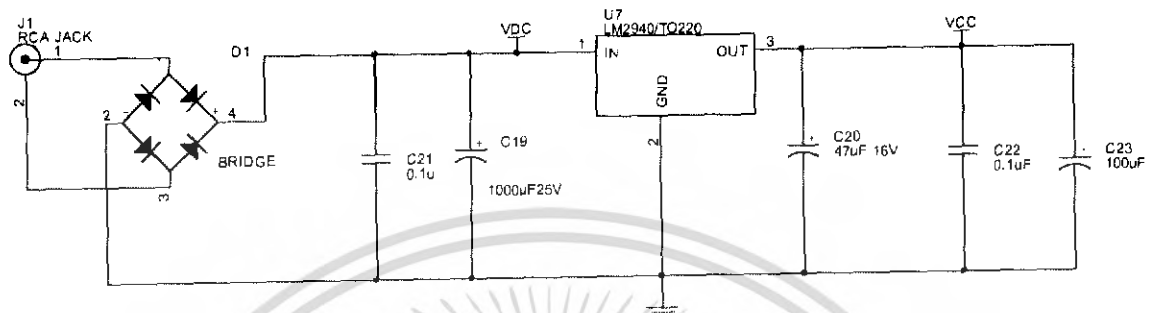 J1
RCA JACK
1
2
D1
2
-
+
4
BRIDGE
3
C21
0.1u
+
C19
1000µF25V
VDC
U7
LM2940/TO220
1
IN
OUT
3
GND
2
VCC
+
C20
47uF 16V
C22
0.1uF
C23
100uF